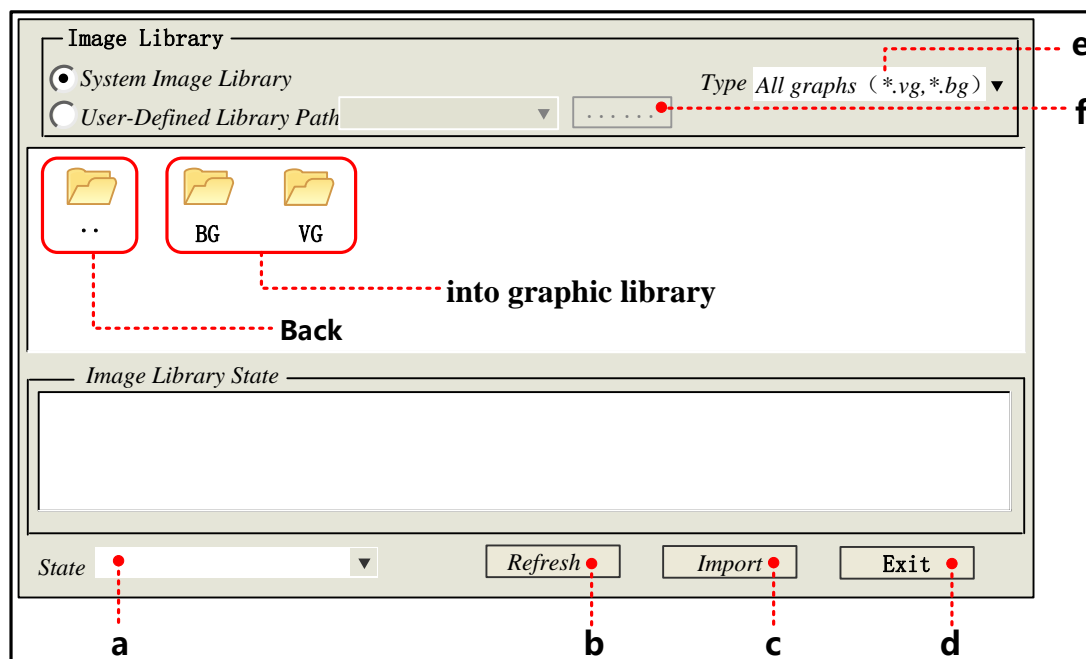 Image Library
System Image Library
Type All graphs（*.vg,*.bg）
e
User-Defined Library Path
......
f
..
BG
VG
into graphic library
Back
Image Library State
State
Refresh
Import
Exit
a
b
c
d